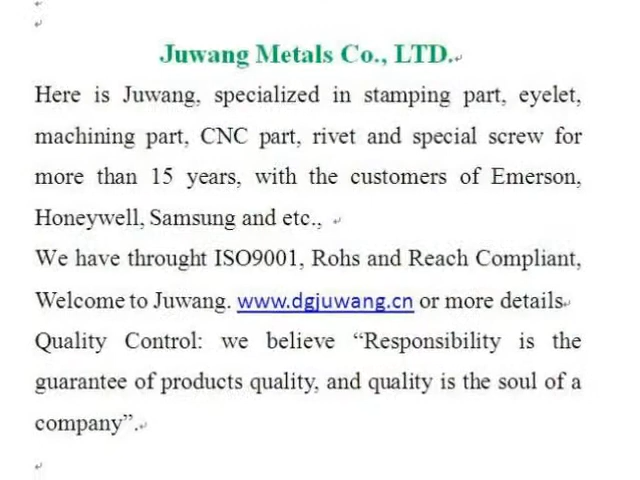 Juwang Metals Co., LTD.
Here is Juwang, specialized in stamping part, eyelet,
machining part, CNC part, rivet and special screw for
more than 15 years, with the customers of Emerson,
Honeywell, Samsung and etc.,
We have throught ISO9001, Rohs and Reach Compliant,
Welcome to Juwang. www.dgjuwang.cn or more details
Quality Control: we believe “Responsibility is the
guarantee of products quality, and quality is the soul of a
company”.